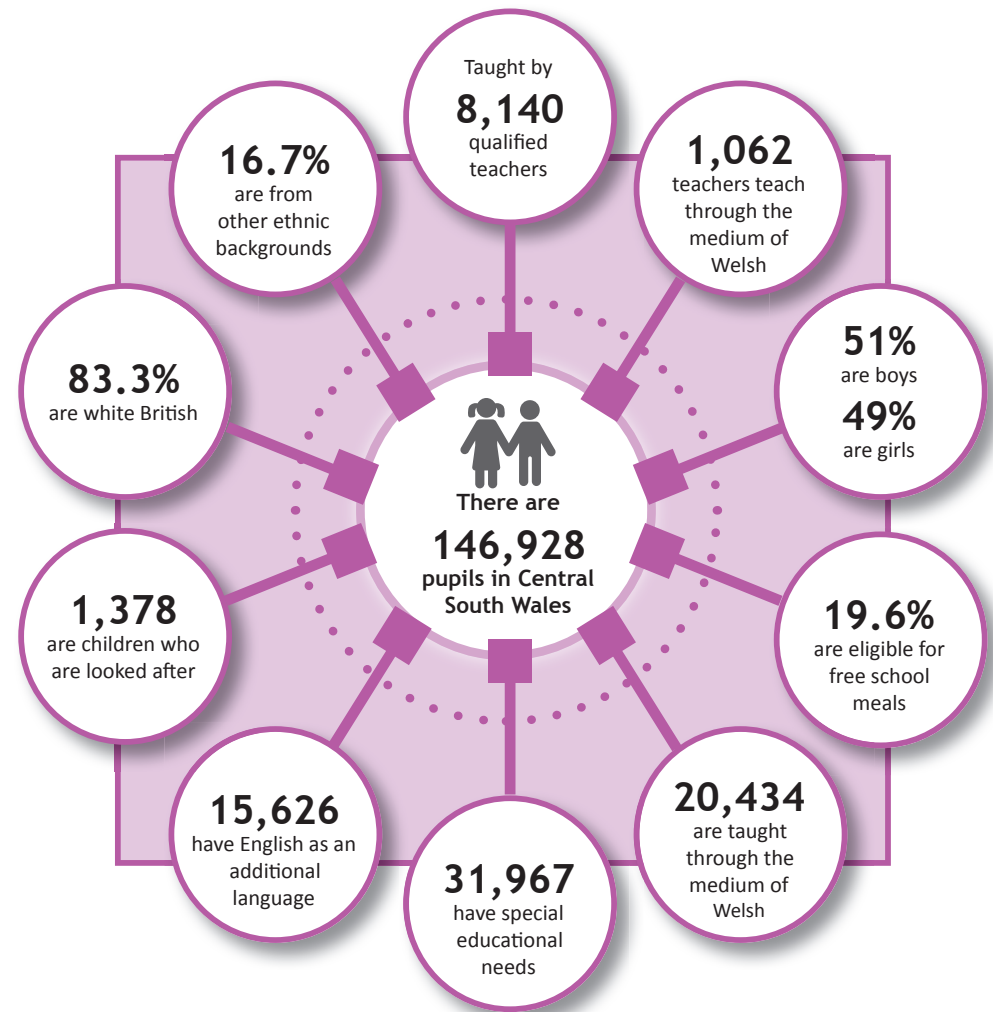 Taught by
8,140
qualified
teachers
1,062
teachers teach
through the
medium of
Welsh
51%
are boys
49%
are girls
19.6%
are eligible for
free school
meals
20,434
are taught
through the
medium of
Welsh
31,967
have special
educational
needs
15,626
have English as an
additional
language
1,378
are children who
are looked after
83.3%
are white British
16.7%
are from
other ethnic
backgrounds
There are
146,928
pupils in Central
South Wales